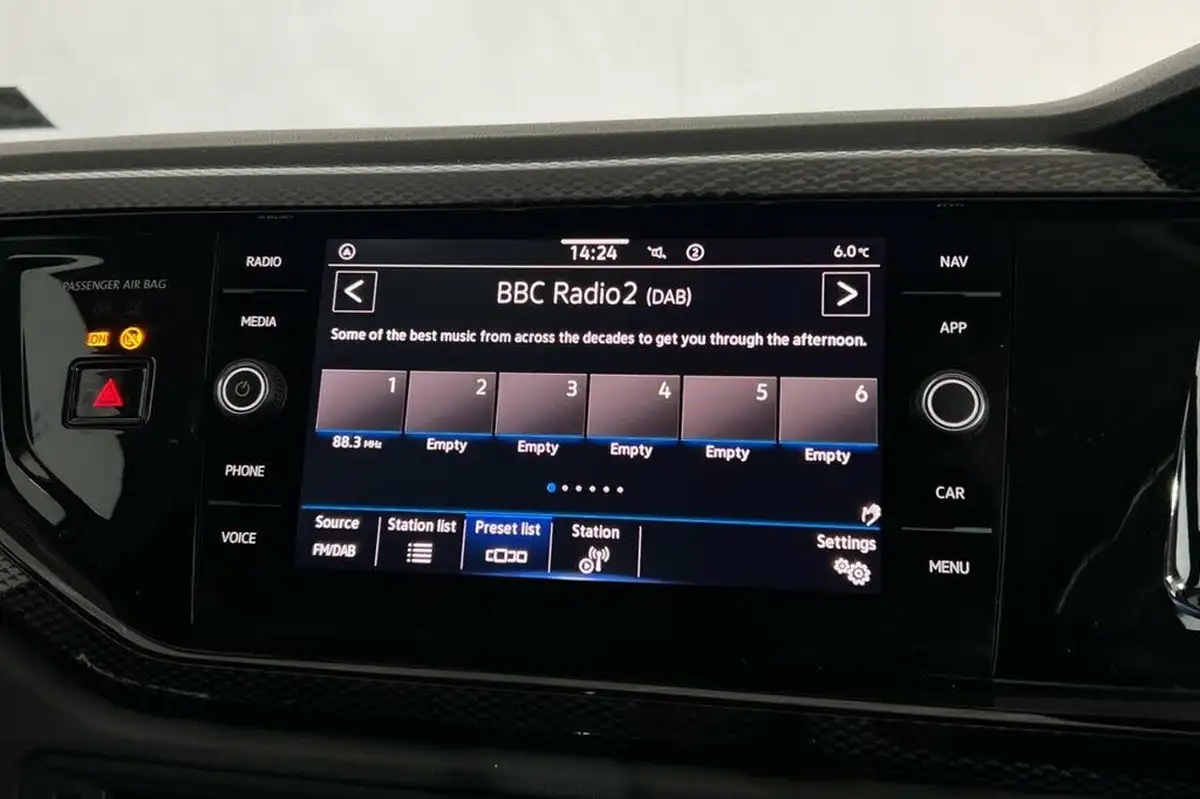 PASSENGER AIR BAG
ON
RADIO
MEDIA
PHONE
VOICE
14:24
2
6.0°C
<
BBC Radio2 (DAB)
>
Some of the best music from across the decades to get you through the afternoon.
1 2 3 4 5 6
88.3 MHz Empty Empty Empty Empty Empty
Source Station list Preset list Station Settings
FM/DAB
NAV
APP
CAR
MENU